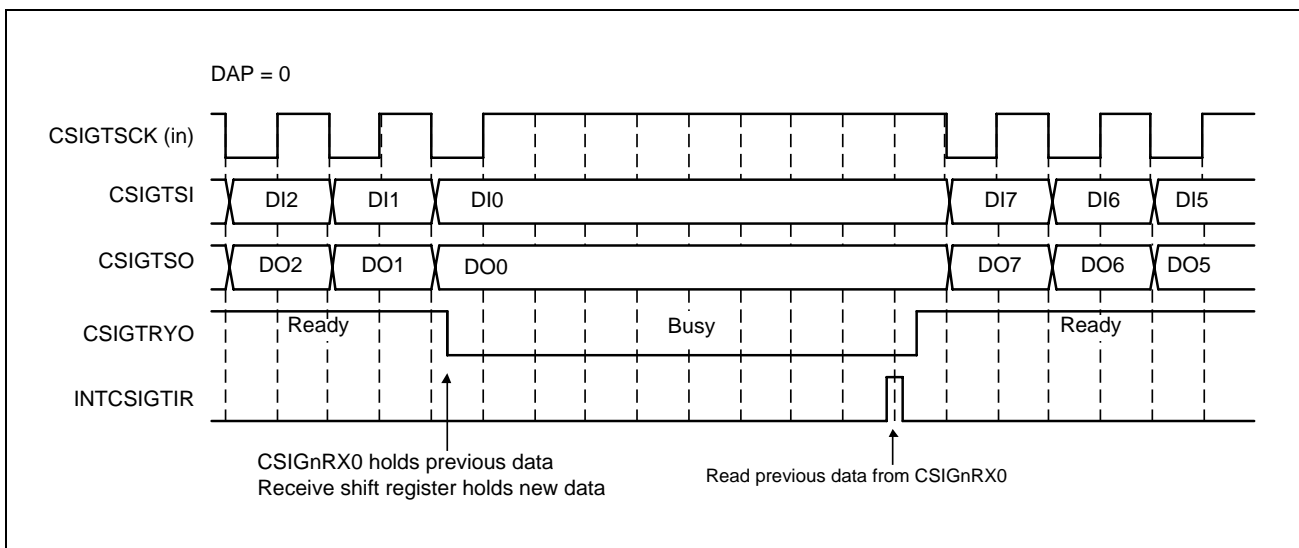 DAP = 0
CSIGTSCK (in)
CSIGTSI DI2 DI1 DI0 DI7 DI6 DI5
CSIGTSO DO2 DO1 DO0 DO7 DO6 DO5
CSIGTRYO Ready Busy Ready
INTCSIGTIR
CSIGnRX0 holds previous data
Receive shift register holds new data
Read previous data from CSIGnRX0